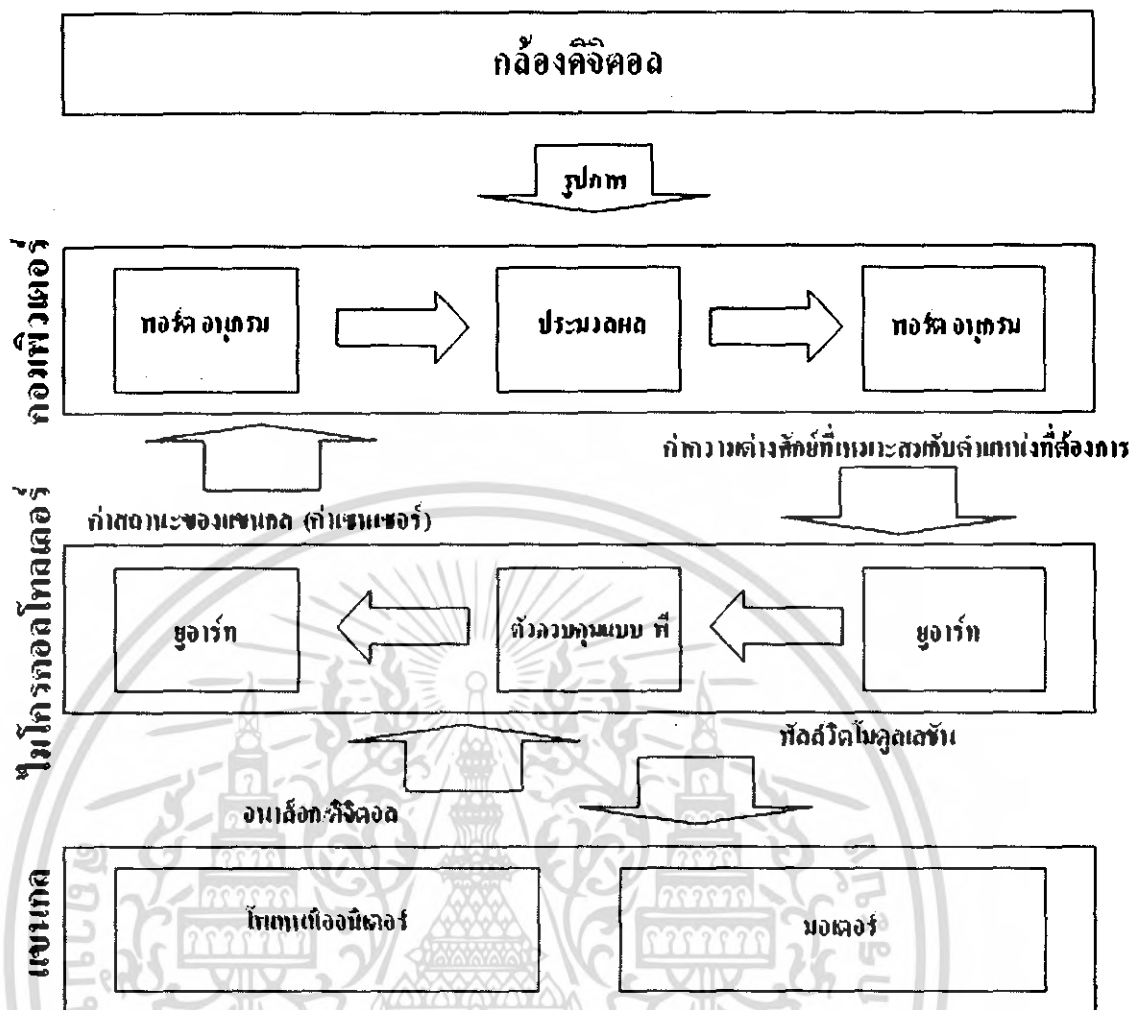 กล้องดิจิตอล
รูปภาพ
คอมพิวเตอร์
พอร์ต อนุกรม
ประมวลผล
พอร์ต อนุกรม
ค่าความต่างศักย์ที่เหมาะสมกับตำแหน่งที่ต้องการ
ค่าสถานะของแขนกล (ค่าเซนเซอร์)
ไมโครคอลโทลเลอร์
ยูอาร์ท
ตัวควบคุมแบบ พี
ยูอาร์ท
พัลส์วิดโมดูลเลชัน
อนาล็อก/ดิจิตอล
แขนกล
โพเทนชิออมิเตอร์
มอเตอร์